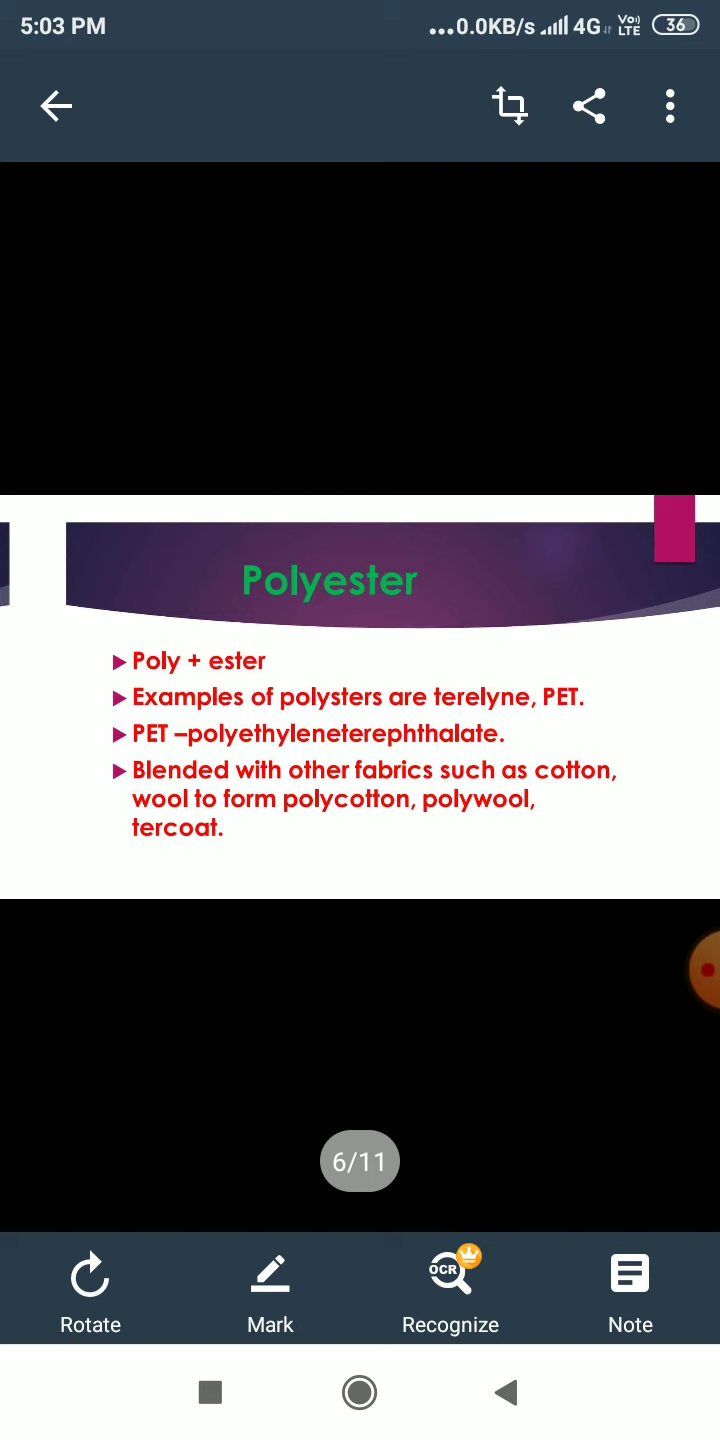 5:03 PM
...0.0KB/s 4G Vo) LTE 36
Polyester
Poly + ester
Examples of polysters are terelyne, PET.
PET –polyethyleneterephthalate.
Blended with other fabrics such as cotton,
wool to form polycotton, polywool,
tercoat.
6/11
OCR
Rotate Mark Recognize Note